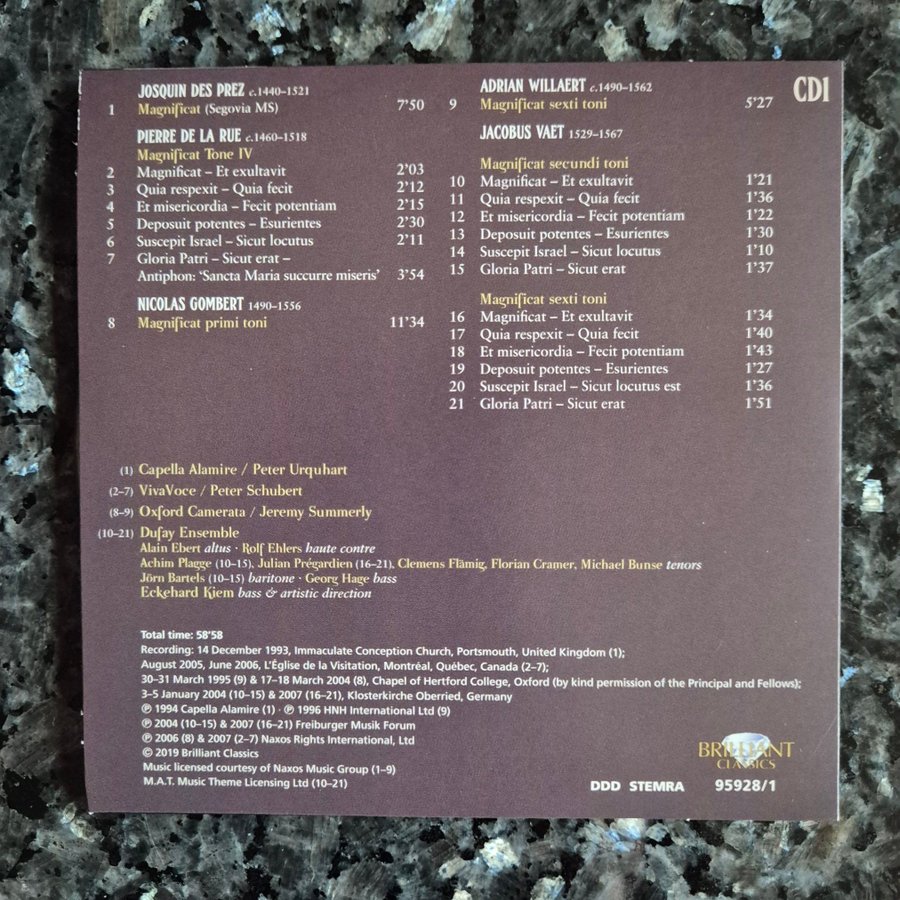 JOSQUIN DES PREZ c.1440–1521
1 Magnificat (Segovia MS) 7'50
PIERRE DE LA RUE c.1460–1518
Magnificat Tone IV
2 Magnificat – Et exultavit 2'03
3 Quia respexit – Quia fecit 2'12
4 Et misericordia – Fecit potentiam 2'15
5 Deposuit potentes – Esurientes 2'30
6 Suscepit Israel – Sicut locutus 2'11
7 Gloria Patri – Sicut erat –
Antiphon: 'Sancta Maria succurre miseris' 3'54
NICOLAS GOMBERT 1490–1556
8 Magnificat primi toni 11'34
ADRIAN WILLAERT c.1490–1562
9 Magnificat sexti toni 5'27
CD1
JACOBUS VAET 1529–1567
Magnificat secundi toni
10 Magnificat – Et exultavit 1'21
11 Quia respexit – Quia fecit 1'36
12 Et misericordia – Fecit potentiam 1'22
13 Deposuit potentes – Esurientes 1'30
14 Suscepit Israel – Sicut locutus 1'10
15 Gloria Patri – Sicut erat 1'37
Magnificat sexti toni
16 Magnificat – Et exultavit 1'34
17 Quia respexit – Quia fecit 1'40
18 Et misericordia – Fecit potentiam 1'43
19 Deposuit potentes – Esurientes 1'27
20 Suscepit Israel – Sicut locutus est 1'36
21 Gloria Patri – Sicut erat 1'51
(1) Capella Alamire / Peter Urquhart
(2–7) VivaVoce / Peter Schubert
(8–9) Oxford Camerata / Jeremy Summerly
(10–21) Dufay Ensemble
Alain Ebert altus · Rolf Ehlers haute contre
Achim Plagge (10–15), Julian Prégardien (16–21), Clemens Flämig, Florian Cramer, Michael Bunse tenors
Jörn Bartels (10–15) baritone · Georg Hage bass
Eckehard Kiem bass & artistic direction
Total time: 58'58
Recording: 14 December 1993, Immaculate Conception Church, Portsmouth, United Kingdom (1);
August 2005, June 2006, L'Église de la Visitation, Montréal, Québec, Canada (2–7);
30–31 March 1995 (9) & 17–18 March 2004 (8), Chapel of Hertford College, Oxford (by kind permission of the Principal and Fellows);
3–5 January 2004 (10–15) & 2007 (16–21), Klosterkirche Oberried, Germany
℗ 1994 Capella Alamire (1) · ℗ 1996 HNH International Ltd (9)
℗ 2004 (10–15) & 2007 (16–21) Freiburger Musik Forum
℗ 2006 (8) & 2007 (2–7) Naxos Rights International, Ltd
© 2019 Brilliant Classics
Music licensed courtesy of Naxos Music Group (1–9)
M.A.T. Music Theme Licensing Ltd (10–21)
BRILLIANT
CLASSICS
DDD STEMRA 95928/1